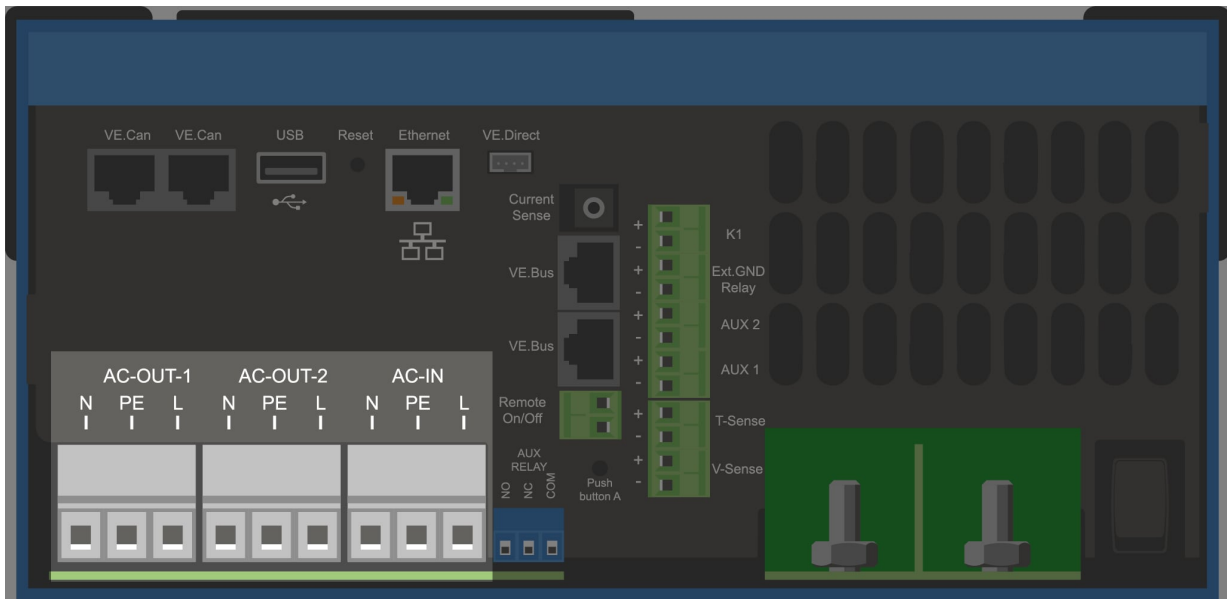 VE.Can VE.Can USB Reset Ethernet VE.Direct
Current
Sense
+
-
K1
VE.Bus
+
-
Ext.GND
Relay
+
-
AUX 2
VE.Bus
+
-
AUX 1
AC-OUT-1 AC-OUT-2 AC-IN
N PE L N PE L N PE L
Remote
On/Off
+
-
T-Sense
AUX
RELAY
NO NC COM
Push
button A
+
-
V-Sense